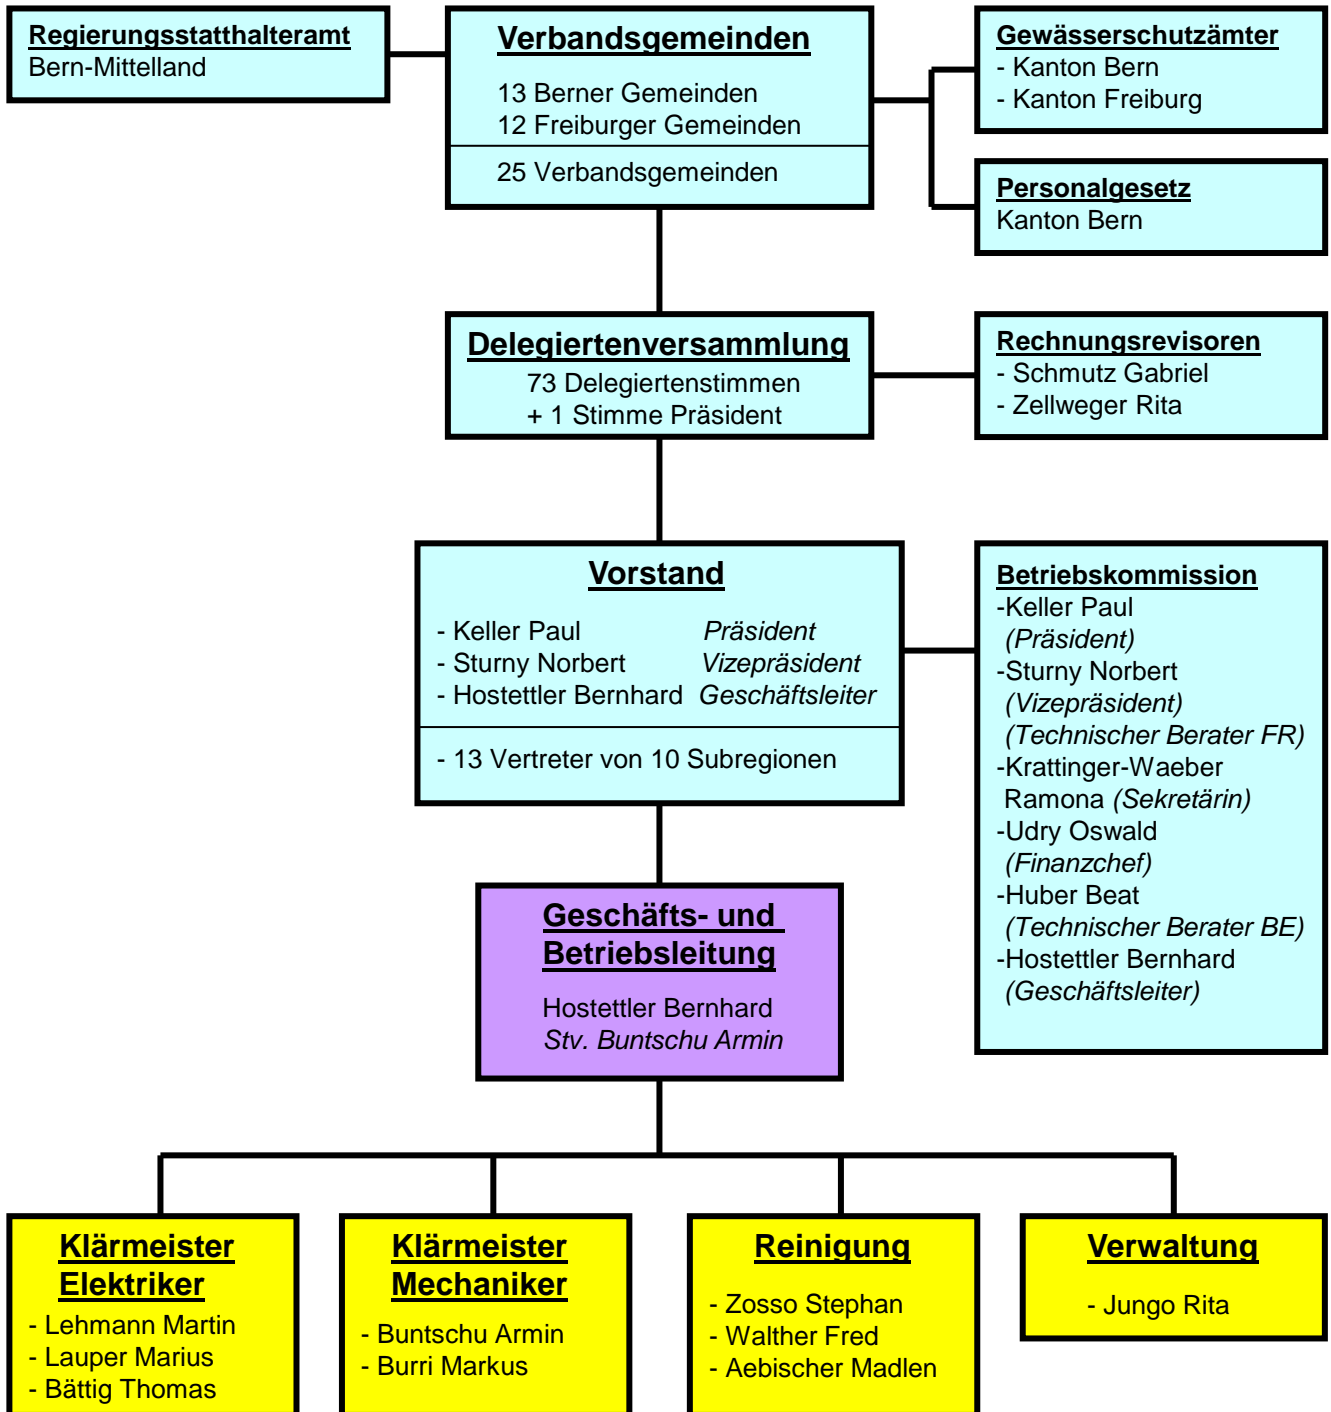 Regierungsstatthalteramt
Bern-Mittelland
Verbandsgemeinden
13 Berner Gemeinden
12 Freiburger Gemeinden
25 Verbandsgemeinden
Gewässerschutzämter
- Kanton Bern
- Kanton Freiburg
Personalgesetz
Kanton Bern
Delegiertenversammlung
73 Delegiertenstimmen
+ 1 Stimme Präsident
Rechnungsrevisoren
- Schmutz Gabriel
- Zellweger Rita
Vorstand
- Keller Paul Präsident
- Sturny Norbert Vizepräsident
- Hostettler Bernhard Geschäftsleiter
- 13 Vertreter von 10 Subregionen
Betriebskommission
-Keller Paul
(Präsident)
-Sturny Norbert
(Vizepräsident)
(Technischer Berater FR)
-Krattinger-Waeber
Ramona (Sekretärin)
-Udry Oswald
(Finanzchef)
-Huber Beat
(Technischer Berater BE)
-Hostettler Bernhard
(Geschäftsleiter)
Geschäfts- und
Betriebsleitung
Hostettler Bernhard
Stv. Buntschu Armin
Klärmeister
Elektriker
- Lehmann Martin
- Lauper Marius
- Bättig Thomas
Klärmeister
Mechaniker
- Buntschu Armin
- Burri Markus
Reinigung
- Zosso Stephan
- Walther Fred
- Aebischer Madlen
Verwaltung
- Jungo Rita